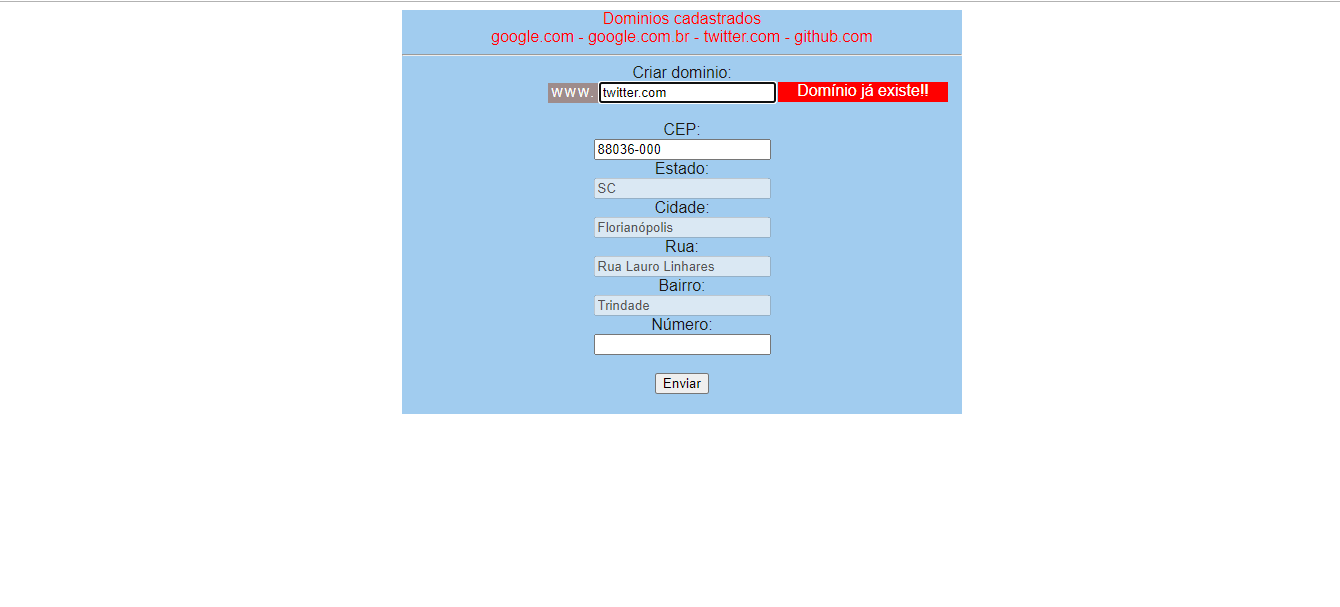 Dominios cadastrados
google.com - google.com.br - twitter.com - github.com
Criar dominio:
www. twitter.com Domínio já existe!!
CEP:
88036-000
Estado:
SC
Cidade:
Florianópolis
Rua:
Rua Lauro Linhares
Bairro:
Trindade
Número:
Enviar